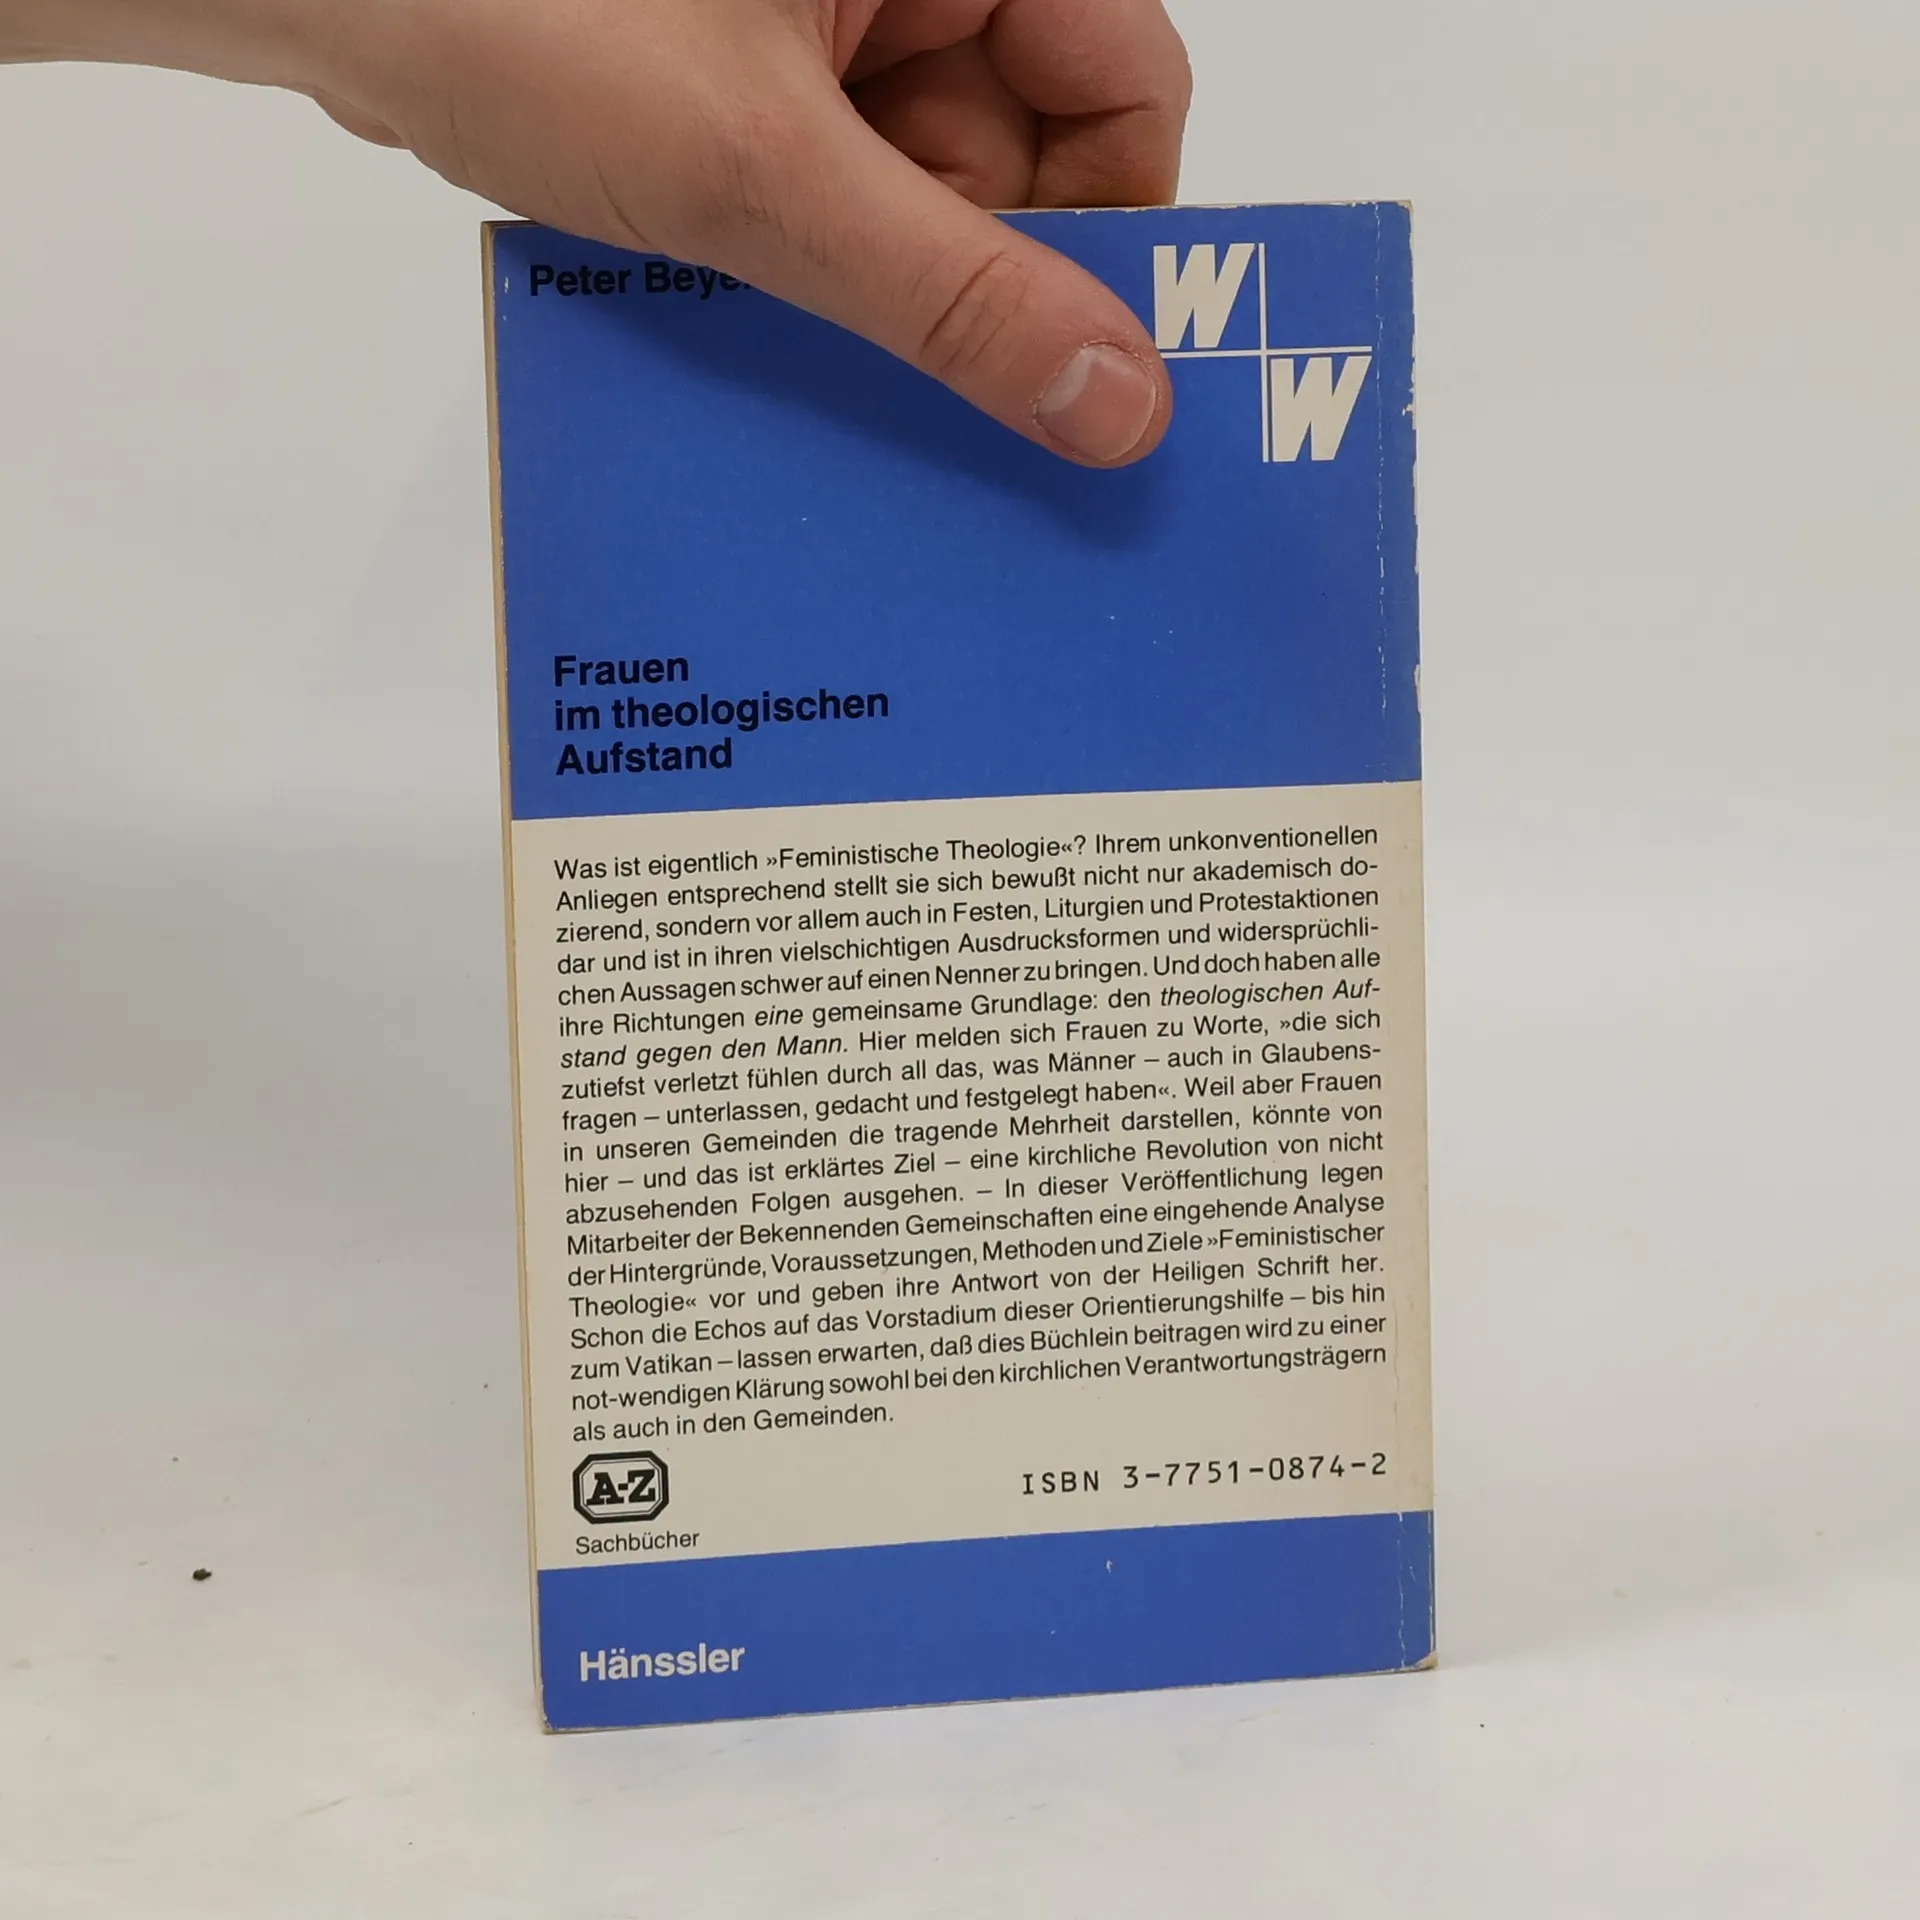 Peter
W
W
Frauen
im theologischen
Aufstand
Was ist eigentlich »Feministische Theologie«? Ihrem unkonventionellen
Anliegen entsprechend stellt sie sich bewußt nicht nur akademisch do-
zierend, sondern vor allem auch in Festen, Liturgien und Protestaktionen
dar und ist in ihren vielschichtigen Ausdrucksformen und widersprüchli-
chen Aussagen schwer auf einen Nenner zu bringen. Und doch haben alle
ihre Richtungen eine gemeinsame Grundlage: den theologischen Auf-
stand gegen den Mann. Hier melden sich Frauen zu Worte, »die sich
zutiefst verletzt fühlen durch all das, was Männer – auch in Glaubens-
fragen – unterlassen, gedacht und festgelegt haben«. Weil aber Frauen
in unseren Gemeinden die tragende Mehrheit darstellen, könnte von
hier – und das ist erklärtes Ziel – eine kirchliche Revolution von nicht
abzusehenden Folgen ausgehen. – In dieser Veröffentlichung legen
Mitarbeiter der Bekennenden Gemeinschaften eine eingehende Analyse
der Hintergründe, Voraussetzungen, Methoden und Ziele »Feministischer
Theologie« vor und geben ihre Antwort von der Heiligen Schrift her.
Schon die Echos auf das Vorstadium dieser Orientierungshilfe – bis hin
zum Vatikan – lassen erwarten, daß dies Büchlein beitragen wird zu einer
not-wendigen Klärung sowohl bei den kirchlichen Verantwortungsträgern
als auch in den Gemeinden.
A-Z
ISBN 3-7751-0874-2
Sachbücher
Hänssler